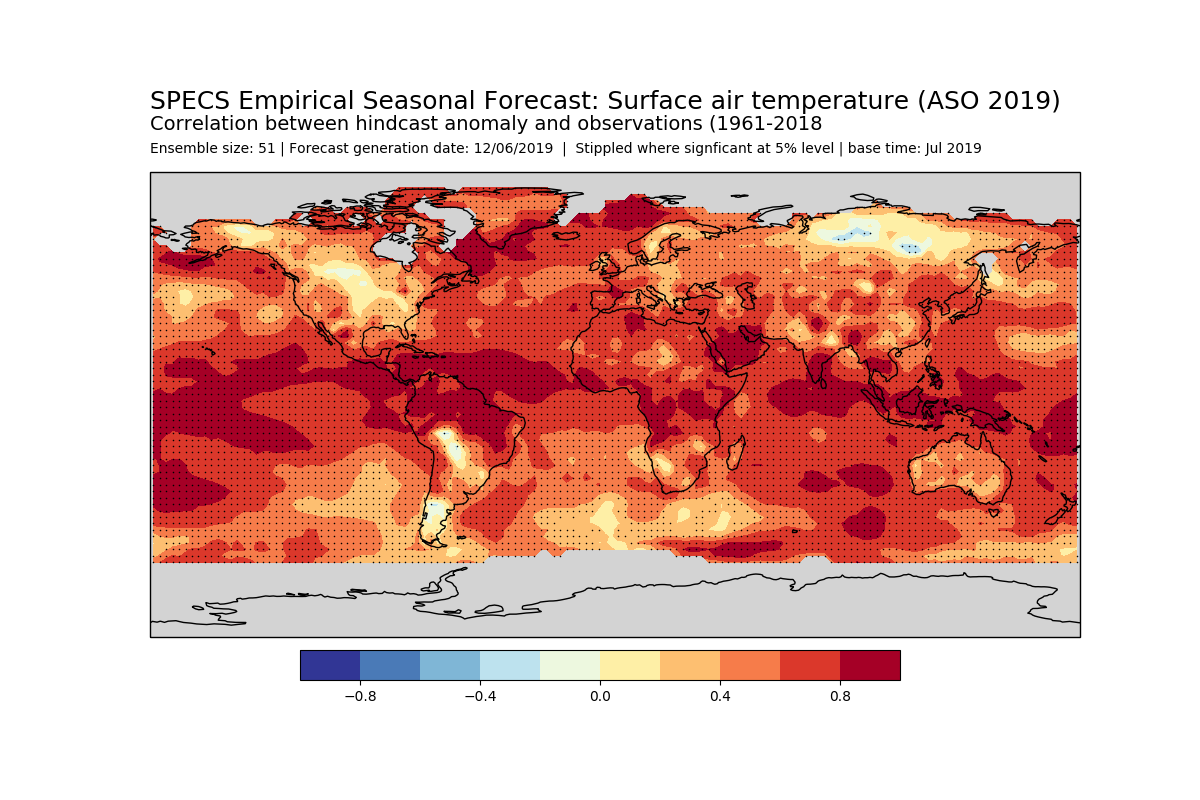 SPECS Empirical Seasonal Forecast: Surface air temperature (ASO 2019)
Correlation between hindcast anomaly and observations (1961-2018
Ensemble size: 51 | Forecast generation date: 12/06/2019 | Stippled where signficant at 5% level | base time: Jul 2019
−0.8 −0.4 0.0 0.4 0.8